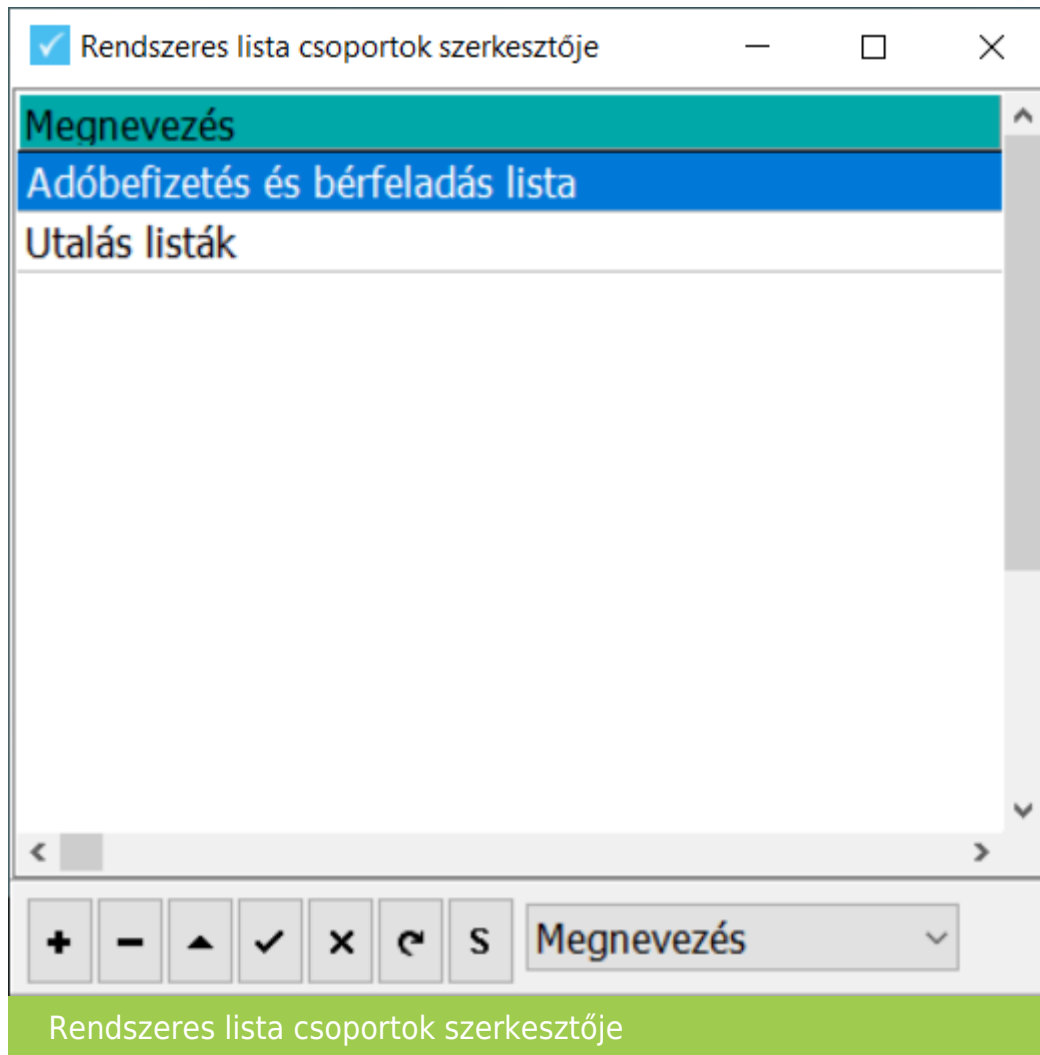 Rendszeres lista csoportok szerkesztője
Megnevezés
Adóbefizetés és bérfeladás lista
Utalás listák
S
Megnevezés
Rendszeres lista csoportok szerkesztője